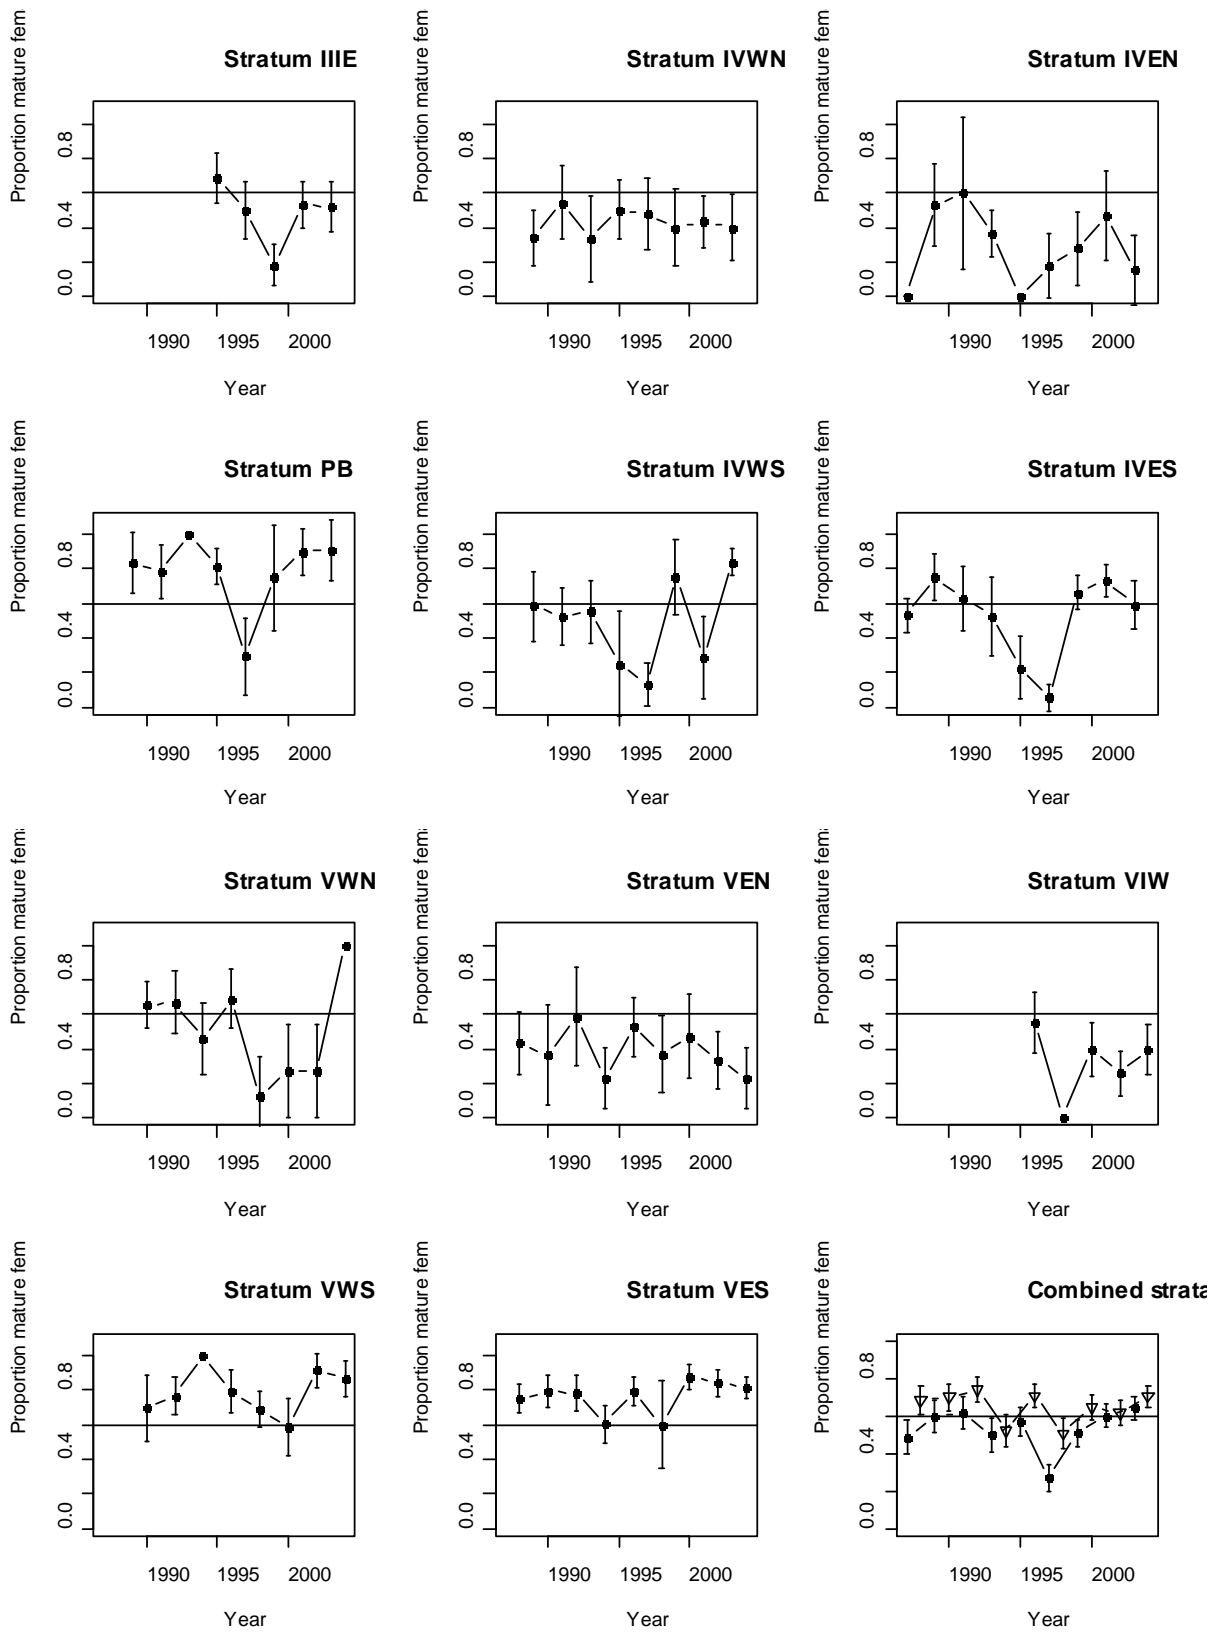 Stratum IIIE
Proportion mature fem
0.0 0.4 0.8
1990 1995 2000
Year
Stratum IVWN
Proportion mature fem
0.0 0.4 0.8
1990 1995 2000
Year
Stratum IVEN
Proportion mature fem
0.0 0.4 0.8
1990 1995 2000
Year
Stratum PB
Proportion mature fem
0.0 0.4 0.8
1990 1995 2000
Year
Stratum IVWS
Proportion mature fem
0.0 0.4 0.8
1990 1995 2000
Year
Stratum IVES
Proportion mature fem
0.0 0.4 0.8
1990 1995 2000
Year
Stratum VWN
Proportion mature fem
0.0 0.4 0.8
1990 1995 2000
Year
Stratum VEN
Proportion mature fem
0.0 0.4 0.8
1990 1995 2000
Year
Stratum VIW
Proportion mature fem
0.0 0.4 0.8
1990 1995 2000
Year
Stratum VWS
Proportion mature fem
0.0 0.4 0.8
1990 1995 2000
Year
Stratum VES
Proportion mature fem
0.0 0.4 0.8
1990 1995 2000
Year
Combined strata
Proportion mature fem
0.0 0.4 0.8
1990 1995 2000
Year